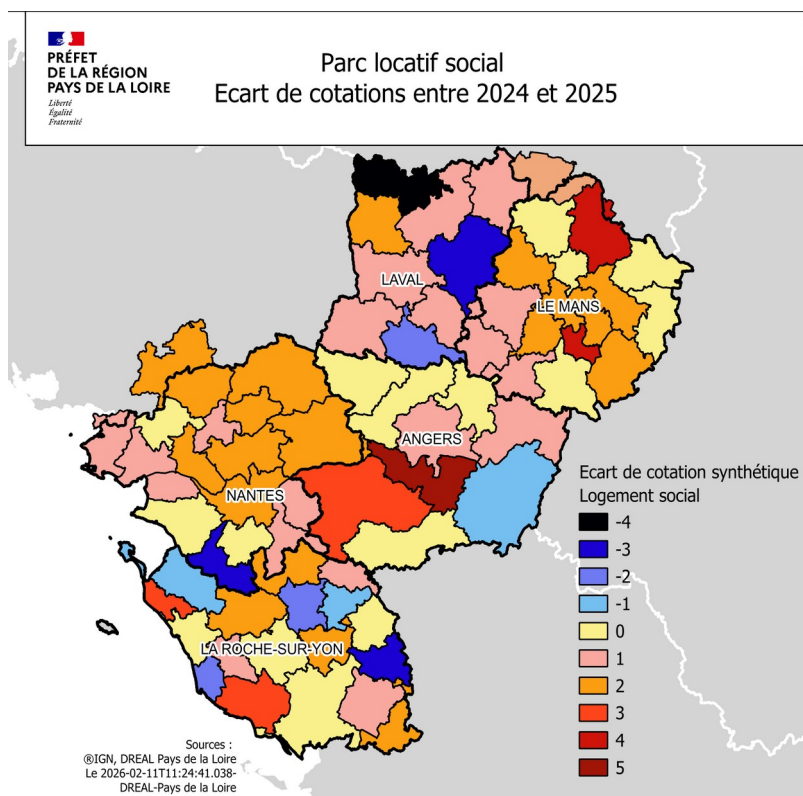 PRÉFET
DE LA RÉGION
PAYS DE LA LOIRE
Liberté
Égalité
Fraternité
Parc locatif social
Ecart de cotations entre 2024 et 2025
LAVAL
LE MANS
ANGERS
NANTES
LA ROCHE-SUR-YON
Ecart de cotation synthétique
Logement social
-4
-3
-2
-1
0
1
2
3
4
5
Sources :
®IGN, DREAL Pays de la Loire
Le 2026-02-11T11:24:41.038-
DREAL-Pays de la Loire